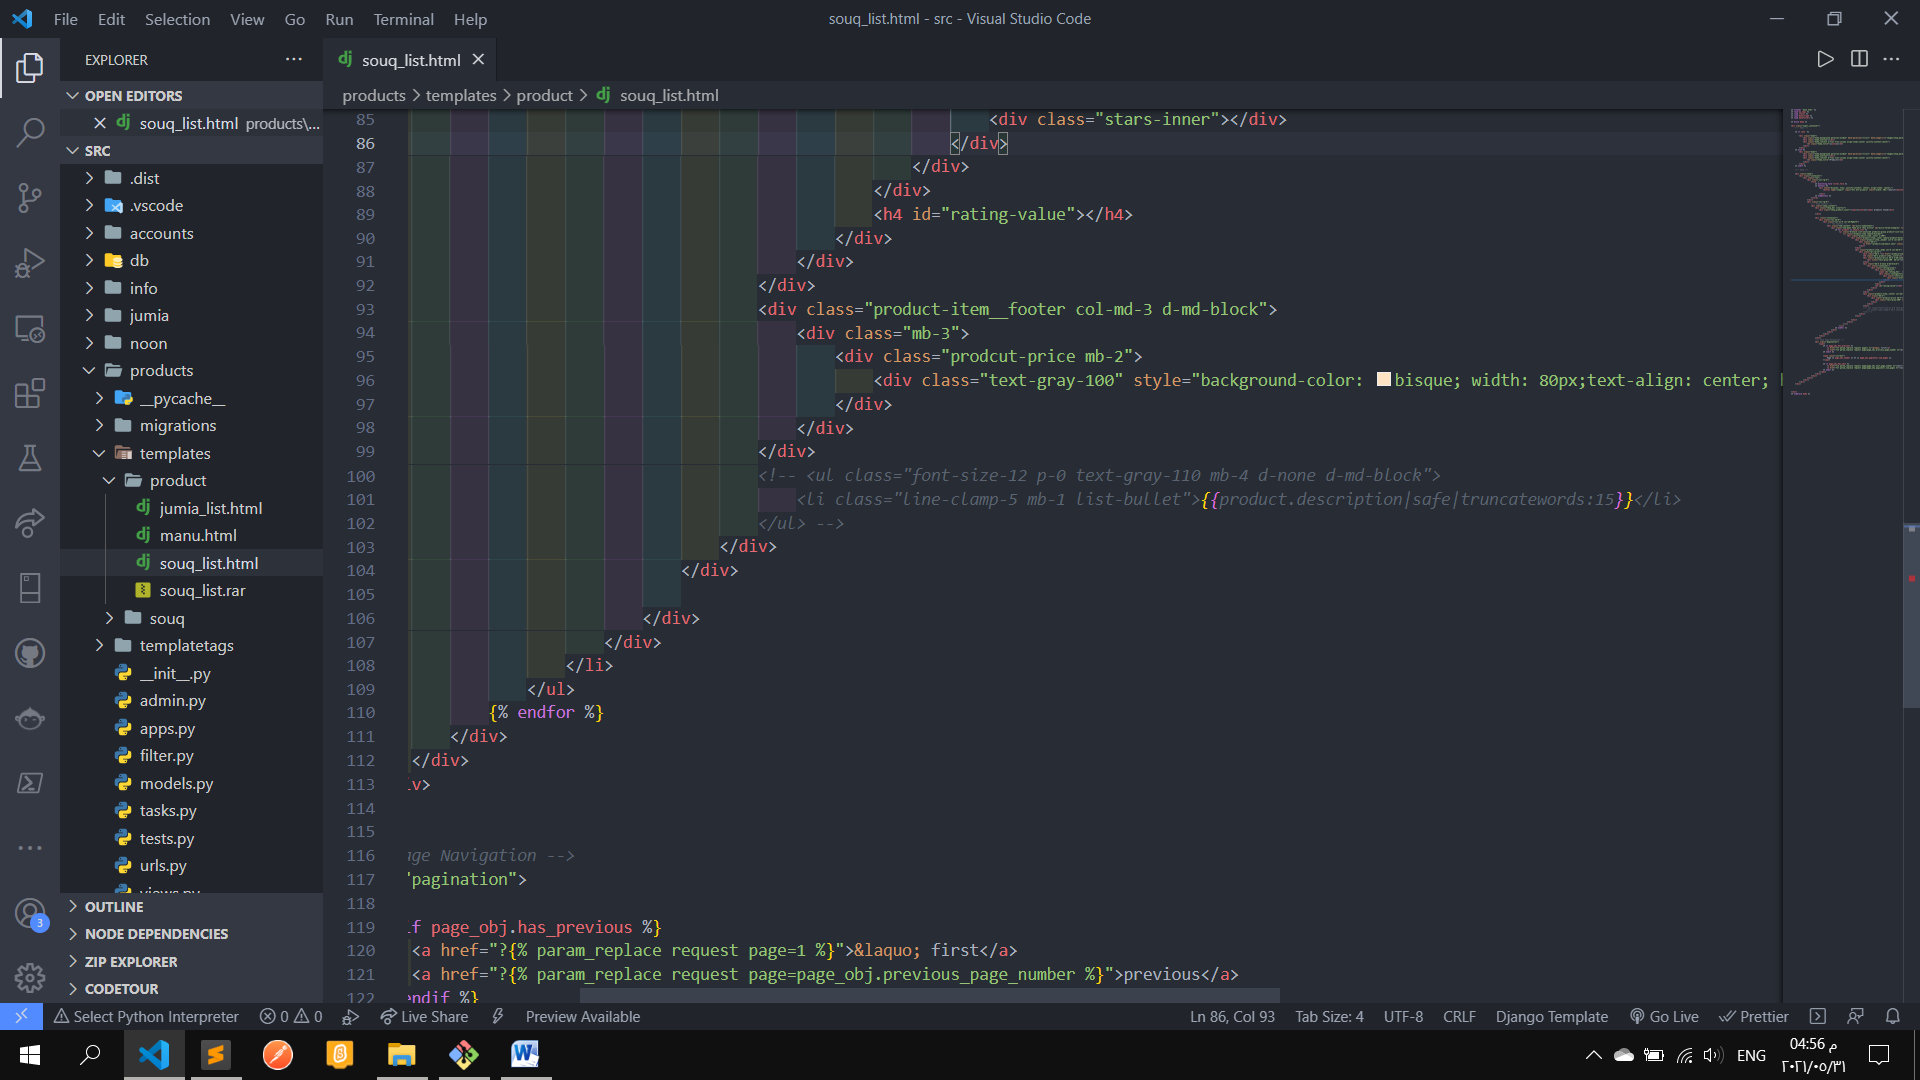 File Edit Selection View Go Run Terminal Help
souq_list.html - src - Visual Studio Code
EXPLORER
OPEN EDITORS
souq_list.html products\...
SRC
.dist
.vscode
accounts
db
info
jumia
noon
products
__pycache__
migrations
templates
product
jumia_list.html
manu.html
souq_list.html
souq_list.rar
souq
templatetags
__init__.py
admin.py
apps.py
filter.py
models.py
tasks.py
tests.py
urls.py
views.py
OUTLINE
NODE DEPENDENCIES
ZIP EXPLORER
CODETOUR
3
souq_list.html
products > templates > product > souq_list.html
85 <div class="stars-inner"></div>
86 </div>
87 </div>
88 </div>
89 <h4 id="rating-value"></h4>
90 </div>
91 </div>
92 </div>
93 <div class="product-item__footer col-md-3 d-md-block">
94 <div class="mb-3">
95 <div class="prodcut-price mb-2">
96 <div class="text-gray-100" style="background-color: bisque; width: 80px;text-align: center;
97 </div>
98 </div>
99 </div>
100 <!-- <ul class="font-size-12 p-0 text-gray-110 mb-4 d-none d-md-block">
101 <li class="line-clamp-5 mb-1 list-bullet">{{product.description|safe|truncatewords:15}}</li>
102 </ul> -->
103 </div>
104 </div>
105
106 </div>
107 </div>
108 </li>
109 </ul>
110 {% endfor %}
111 </div>
112 </div>
113 iv>
114
115
116 age Navigation -->
117 "pagination">
118
119 if page_obj.has_previous %}
120 <a href="?{% param_replace request page=1 %}">&laquo; first</a>
121 <a href="?{% param_replace request page=page_obj.previous_page_number %}">previous</a>
122 endif %}
Select Python Interpreter 0 0 Live Share Preview Available
Ln 86, Col 93 Tab Size: 4 UTF-8 CRLF Django Template Go Live Prettier
ENG
04:56 م
٢٠٢١/٠٥/٣١